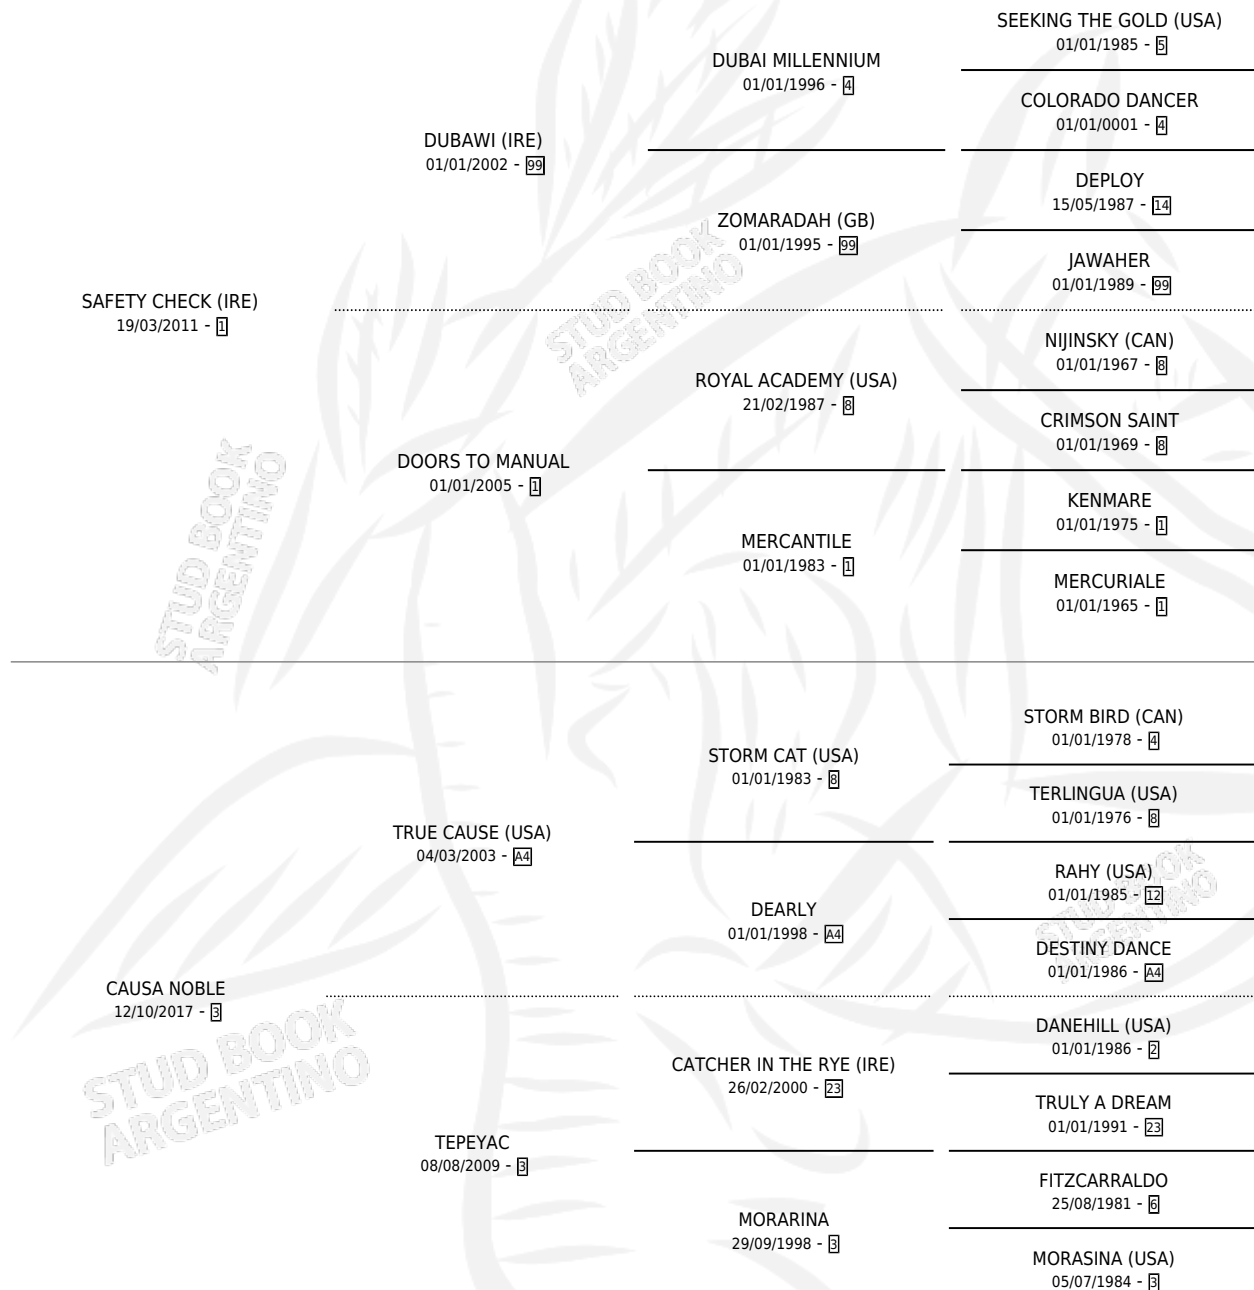 SEEKING THE GOLD (USA)
01/01/1985 - 5
DUBAI MILLENNIUM
01/01/1996 - 4
COLORADO DANCER
01/01/0001 - 4
DUBAWI (IRE)
01/01/2002 - 99
DEPLOY
15/05/1987 - 14
ZOMARADAH (GB)
01/01/1995 - 99
JAWAHER
01/01/1989 - 99
SAFETY CHECK (IRE)
19/03/2011 - 1
NIJINSKY (CAN)
01/01/1967 - 8
ROYAL ACADEMY (USA)
21/02/1987 - 8
CRIMSON SAINT
01/01/1969 - 8
DOORS TO MANUAL
01/01/2005 - 1
KENMARE
01/01/1975 - 1
MERCANTILE
01/01/1983 - 1
MERCURIALE
01/01/1965 - 1
STUD BOOK
ARGENTINO
STUD BOOK
ARGENTINO
STORM BIRD (CAN)
01/01/1978 - 4
STORM CAT (USA)
01/01/1983 - 8
TERLINGUA (USA)
01/01/1976 - 8
TRUE CAUSE (USA)
04/03/2003 - A4
RAHY (USA)
01/01/1985 - 12
DEARLY
01/01/1998 - A4
DESTINY DANCE
01/01/1986 - A4
STUD BOOK
ARGENTINO
CAUSA NOBLE
12/10/2017 - 3
DANEHILL (USA)
01/01/1986 - 2
CATCHER IN THE RYE (IRE)
26/02/2000 - 23
TRULY A DREAM
01/01/1991 - 23
TEPEYAC
08/08/2009 - 3
FITZCARRALDO
25/08/1981 - 6
MORARINA
29/09/1998 - 3
MORASINA (USA)
05/07/1984 - 3
STUD BOOK
ARGENTINO